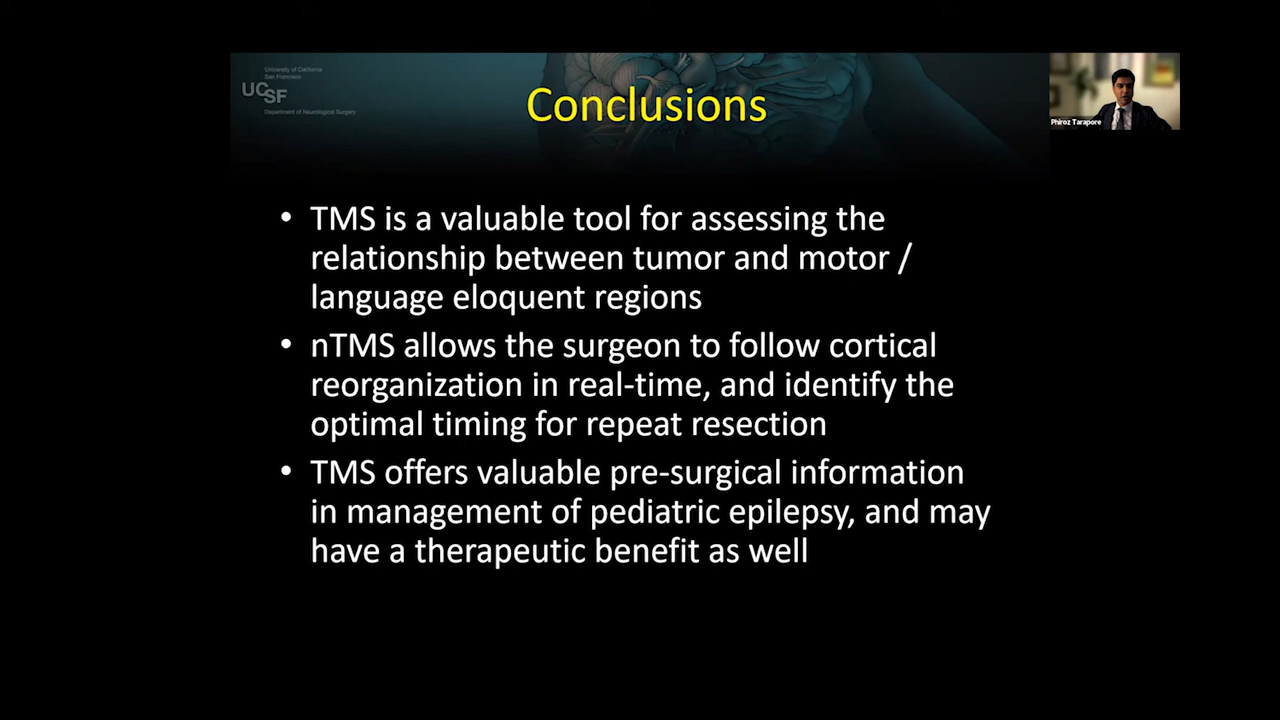 University of California
San Francisco
UCSF
Department of Neurological Surgery
Conclusions
Phiroz Tarapore
• TMS is a valuable tool for assessing the
relationship between tumor and motor /
language eloquent regions
• nTMS allows the surgeon to follow cortical
reorganization in real-time, and identify the
optimal timing for repeat resection
• TMS offers valuable pre-surgical information
in management of pediatric epilepsy, and may
have a therapeutic benefit as well